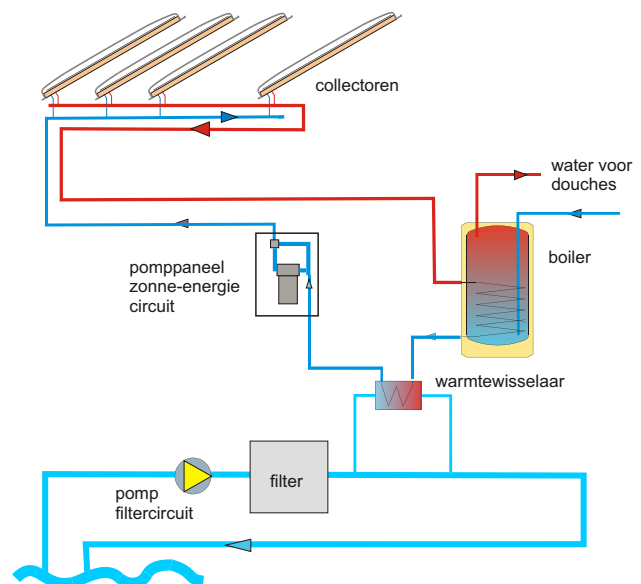 collectoren
water voor
douches
boiler
pomppaneel
zonne-energie
circuit
warmtewisselaar
filter
pomp
filtercircuit